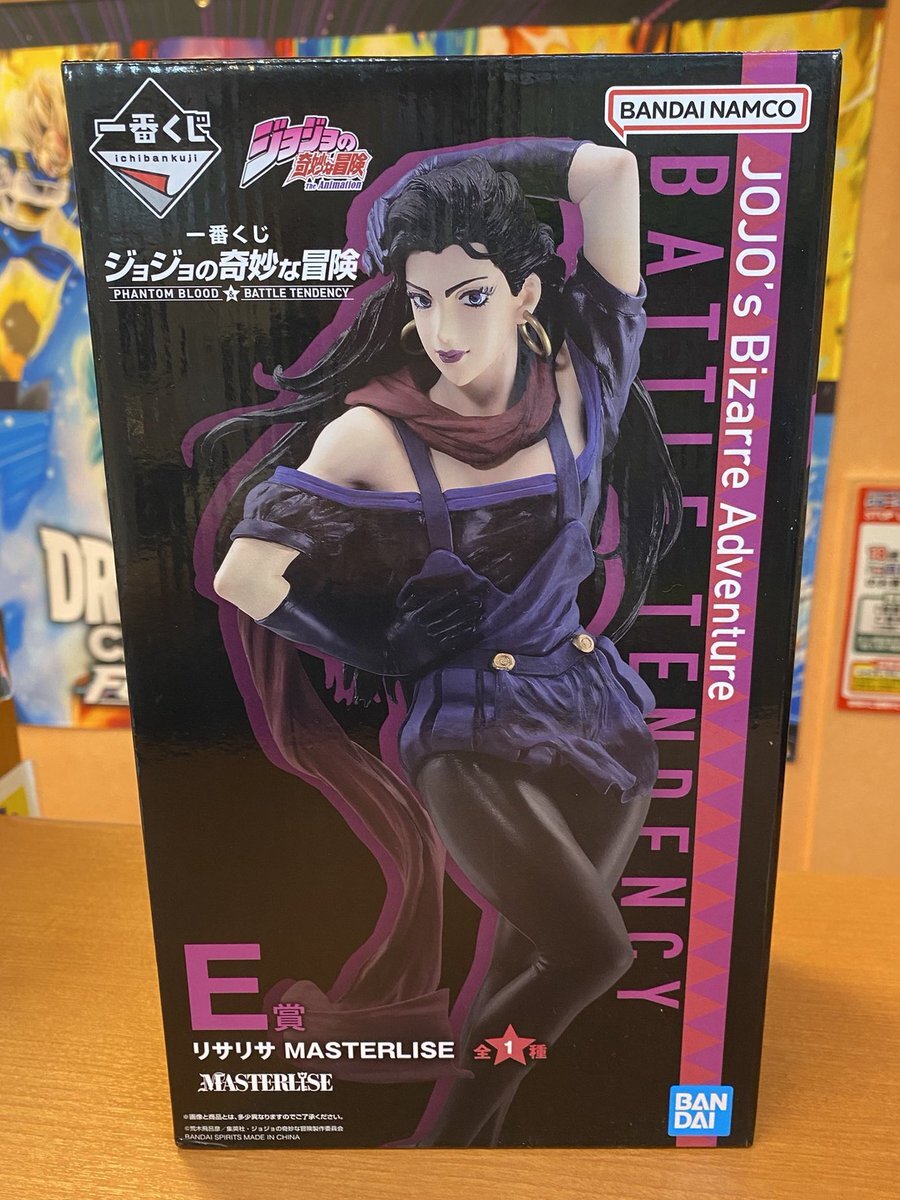 一番くじ
ichibankuji
ジョジョの
奇妙な冒険
The Animation
BANDAI NAMCO
一番くじ
ジョジョの奇妙な冒険
PHANTOM BLOOD & BATTLE TENDENCY
JOJO's Bizarre Adventure
BATTLE TENDENCY
E賞
リサリサ MASTERLISE 全1種
MASTERLISE
※画像と商品とは、多少異なりますのでご了承ください。
©荒木飛呂彦/集英社・ジョジョの奇妙な冒険製作委員会
BANDAI SPIRITS MADE IN CHINA
BAN
DAI